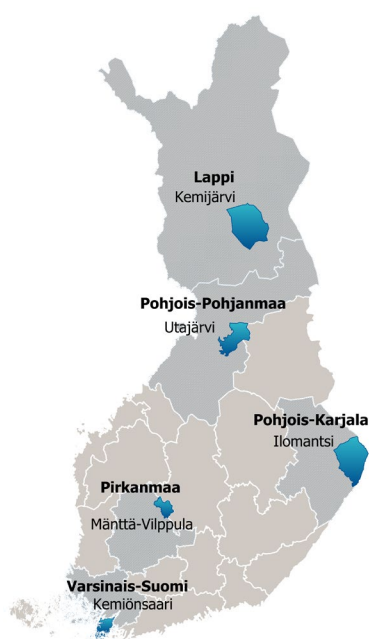 Lappi
Kemijärvi
Pohjois-Pohjanmaa
Utajärvi
Pohjois-Karjala
Ilomantsi
Pirkanmaa
Mänttä-Vilppula
Varsinais-Suomi
Kemiönsaari